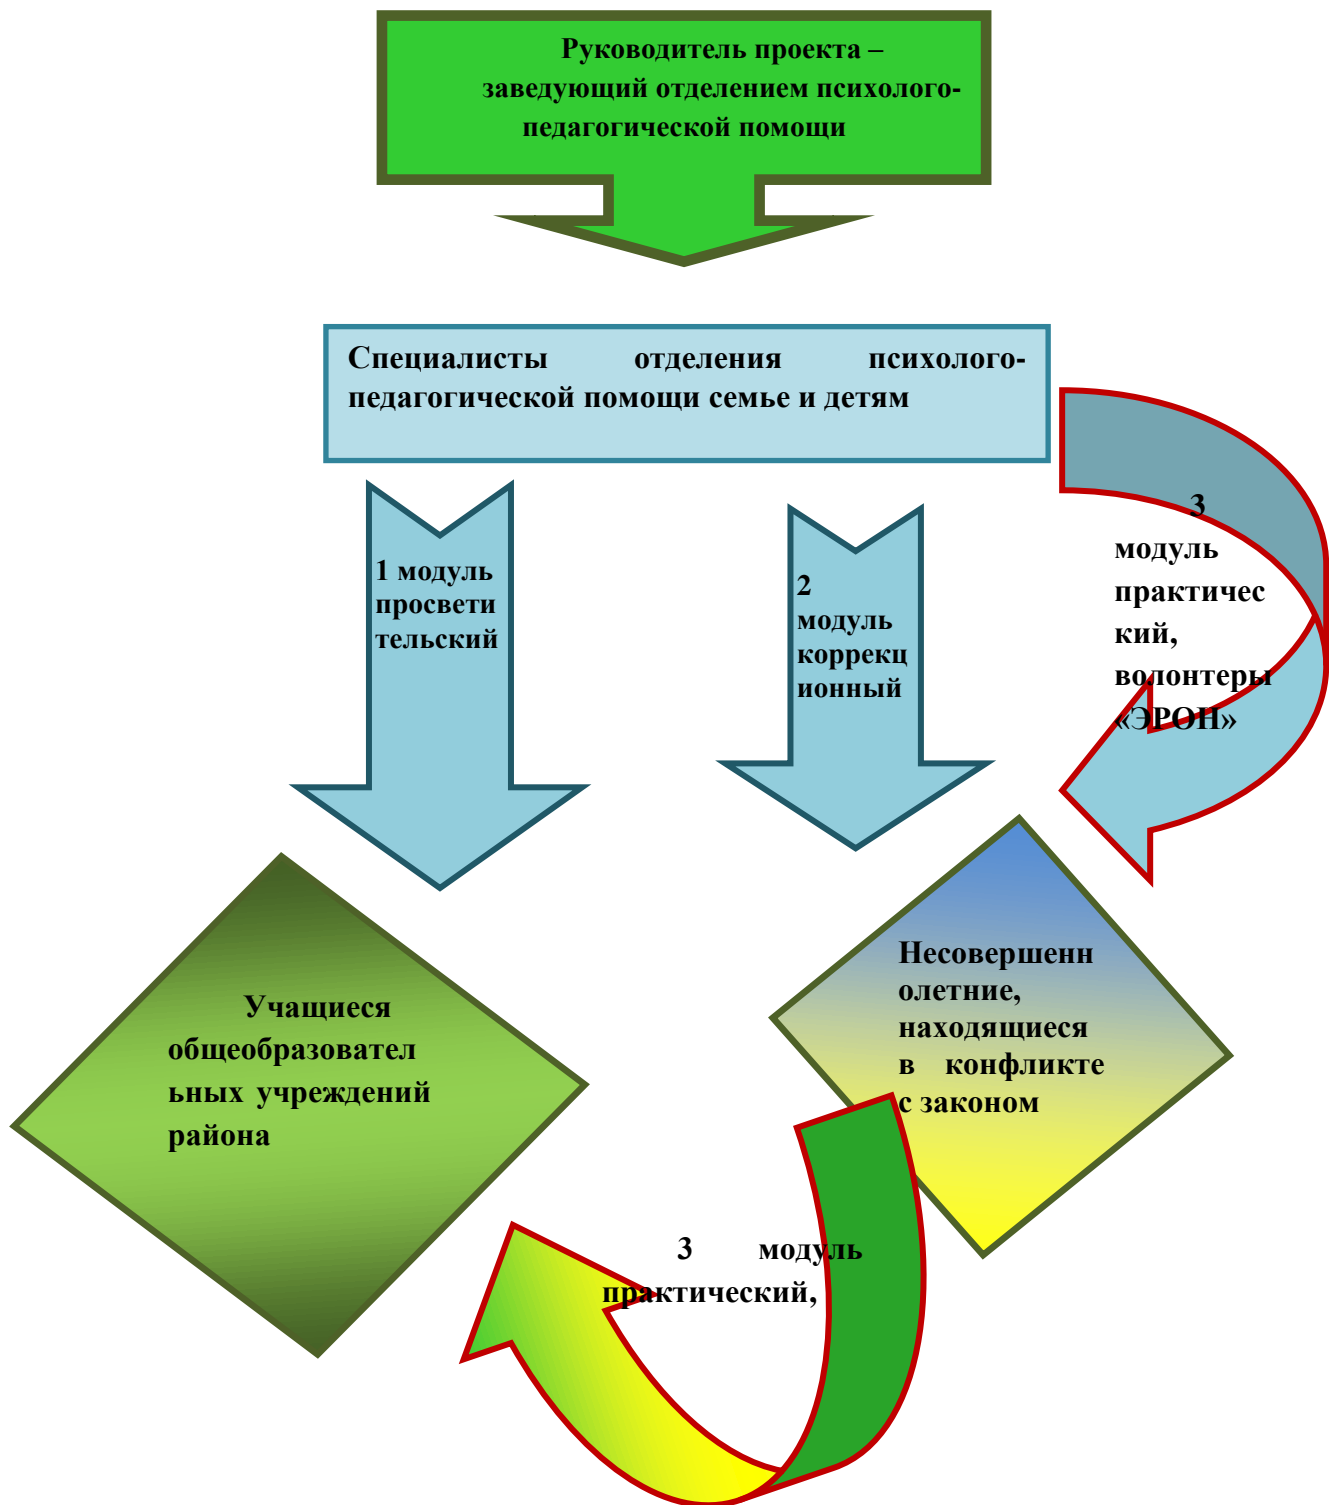 Руководитель проекта –
заведующий отделением психолого-
педагогической помощи
Специалисты отделения психолого-
педагогической помощи семье и детям
1 модуль
просвети
тельский
2
модуль
коррекц
ионный
3
модуль
практичес
кий,
волонтеры
«ЭРОН»
Учащиеся
общеобразовател
ьных учреждений
района
Несовершенн
олетние,
находящиеся
в конфликте
с законом
3 модуль
практический,